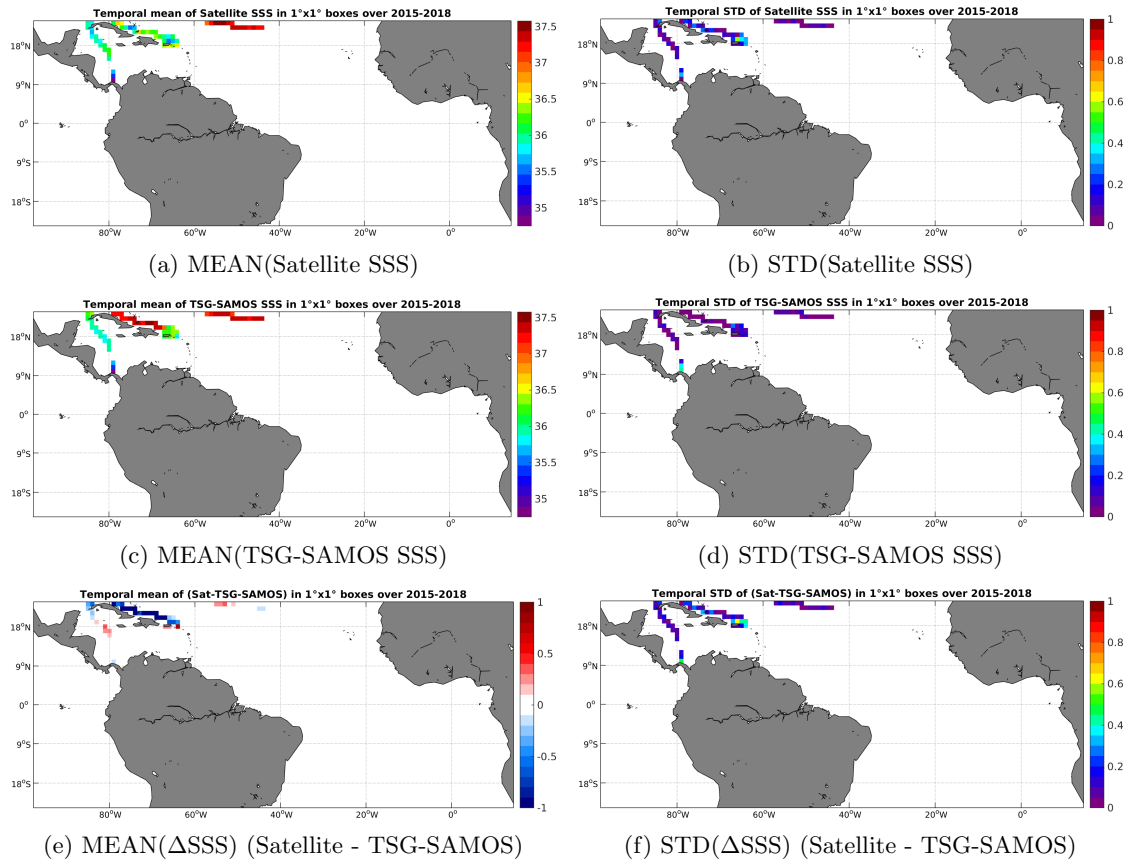 Temporal mean of Satellite SSS in 1°x1° boxes over 2015-2018
18°N
9°N
0°
9°S
18°S
80°W
60°W
40°W
20°W
0°
37.5
37
36.5
36
35.5
35
(a) MEAN(Satellite SSS)
Temporal STD of Satellite SSS in 1°x1° boxes over 2015-2018
18°N
9°N
0°
9°S
18°S
80°W
60°W
40°W
20°W
0°
1
0.8
0.6
0.4
0.2
0
(b) STD(Satellite SSS)
Temporal mean of TSG-SAMOS SSS in 1°x1° boxes over 2015-2018
18°N
9°N
0°
9°S
18°S
80°W
60°W
40°W
20°W
0°
37.5
37
36.5
36
35.5
35
(c) MEAN(TSG-SAMOS SSS)
Temporal STD of TSG-SAMOS SSS in 1°x1° boxes over 2015-2018
18°N
9°N
0°
9°S
18°S
80°W
60°W
40°W
20°W
0°
1
0.8
0.6
0.4
0.2
0
(d) STD(TSG-SAMOS SSS)
Temporal mean of (Sat-TSG-SAMOS) in 1°x1° boxes over 2015-2018
18°N
9°N
0°
9°S
18°S
80°W
60°W
40°W
20°W
0°
1
0.5
0
-0.5
-1
(e) MEAN(ΔSSS) (Satellite - TSG-SAMOS)
Temporal STD of (Sat-TSG-SAMOS) in 1°x1° boxes over 2015-2018
18°N
9°N
0°
9°S
18°S
80°W
60°W
40°W
20°W
0°
1
0.8
0.6
0.4
0.2
0
(f) STD(ΔSSS) (Satellite - TSG-SAMOS)